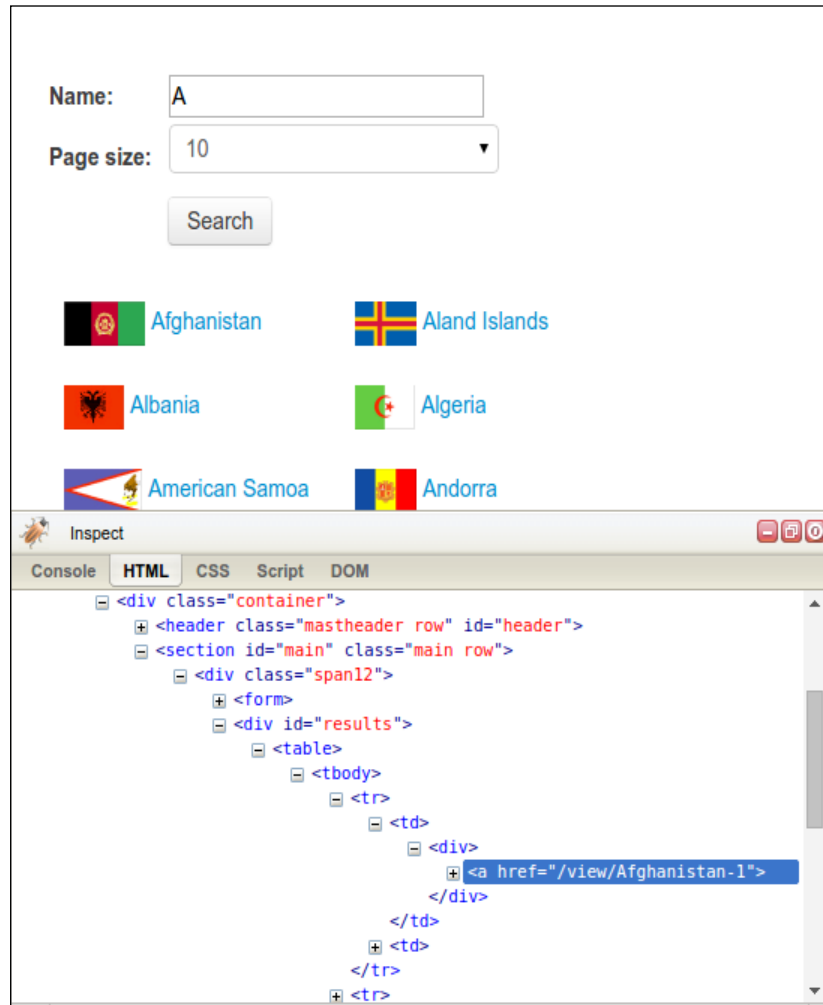 Name: A
Page size: 10
Search
Afghanistan Aland Islands
Albania Algeria
American Samoa Andorra
Inspect
Console HTML CSS Script DOM
<div class="container">
<header class="mastheader row" id="header">
<section id="main" class="main row">
<div class="span12">
<form>
<div id="results">
<table>
<tbody>
<tr>
<td>
<div>
<a href="/view/Afghanistan-1">
</div>
</td>
<td>
</tr>
<tr>